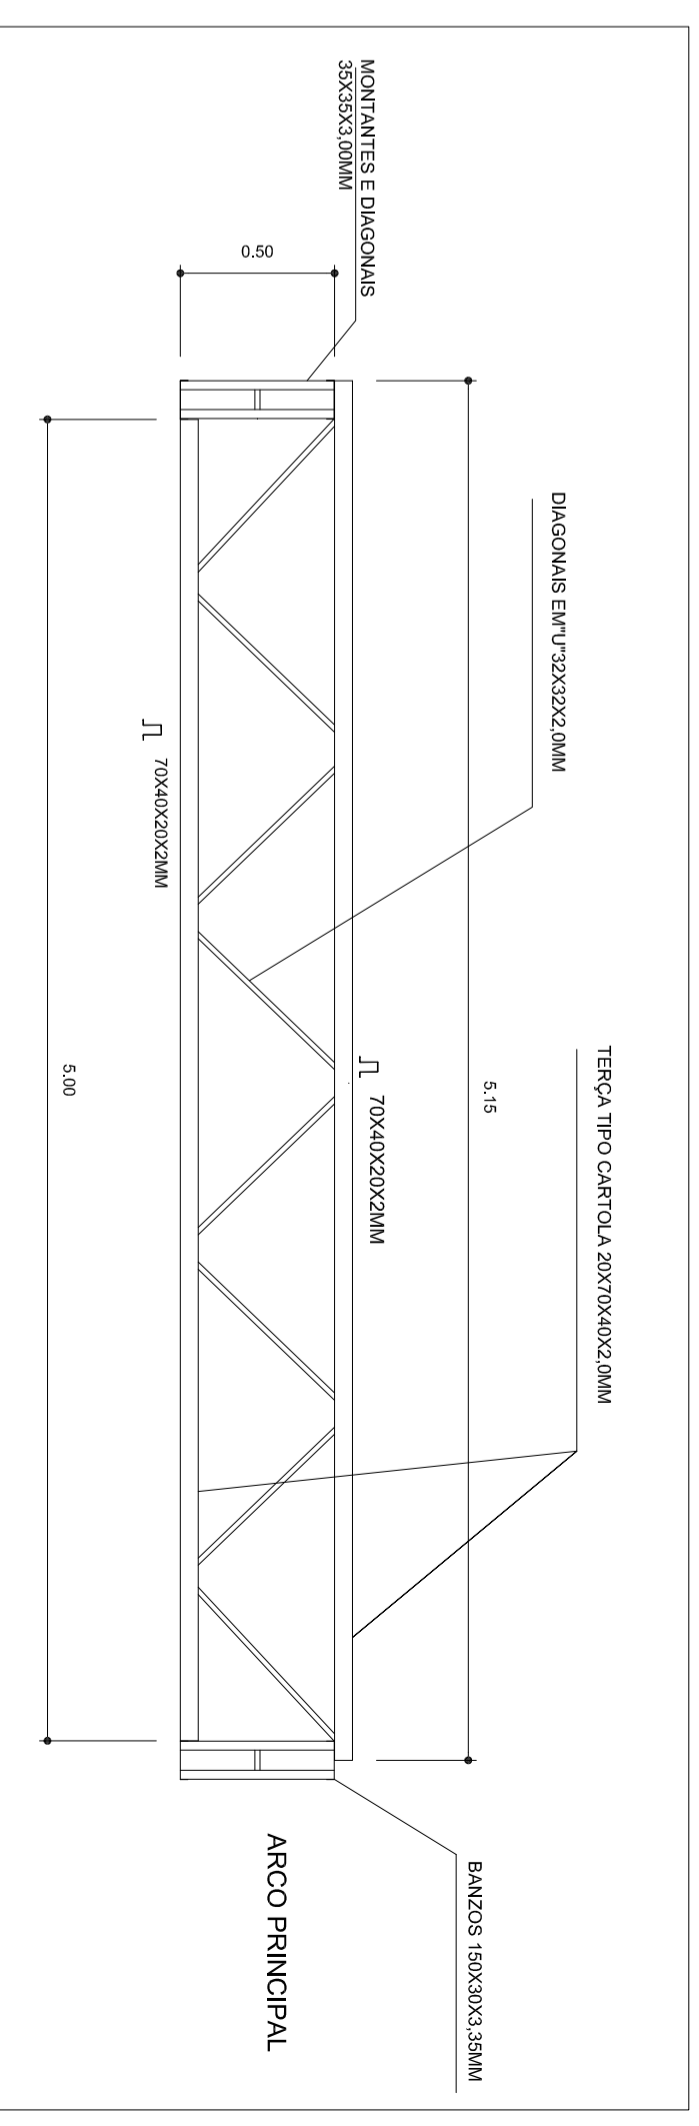 MONTANTES E DIAGONAIS
35X35X3,00MM
0.50
DIAGONAIS EM"U"32X32X2,0MM
TERÇA TIPO CARTOLA 20X70X40X2,0MM
5.15
70X40X20X2MM
70X40X20X2MM
5.00
BANZOS 150X30X3,35MM
ARCO PRINCIPAL